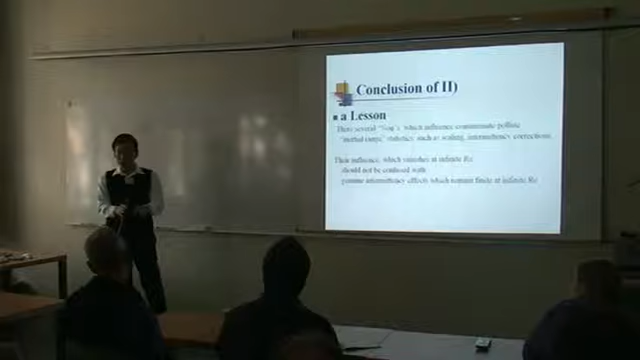 Conclusion of II)
a Lesson
There several which influence contaminate pollute
"inertial range" statistics such as scaling, intermittency corrections.
Their influence, which vanishes at infinite Re
should not be confused with
genuine intermittency effects which remain finite at infinite Re